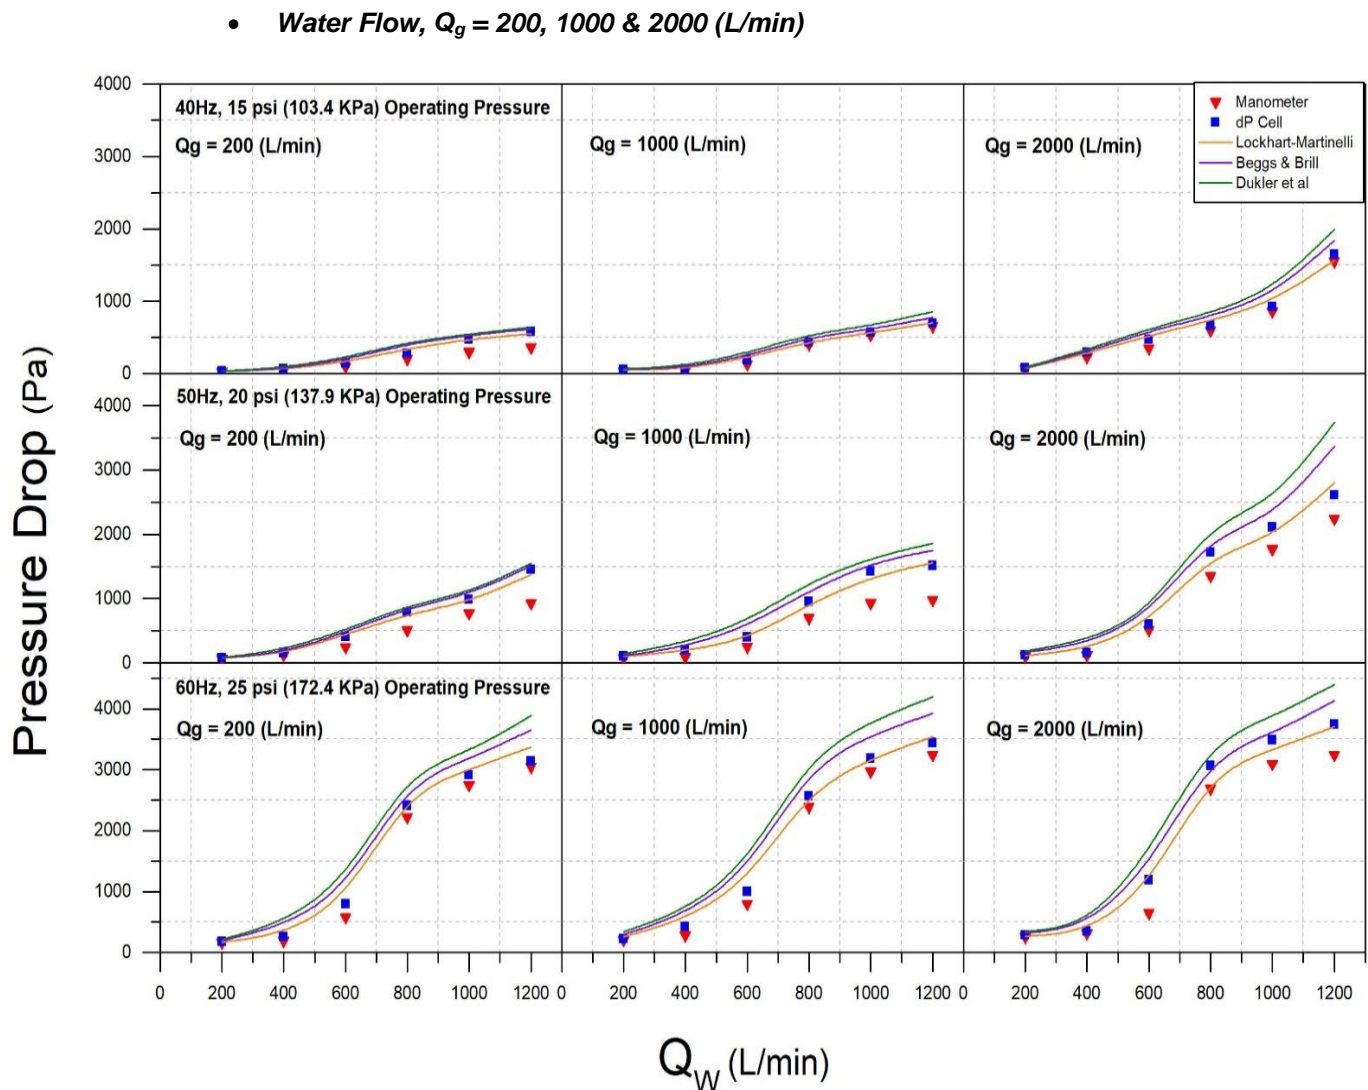 • Water Flow, Qg = 200, 1000 & 2000 (L/min)
4000
3000
2000
1000
0
40Hz, 15 psi (103.4 KPa) Operating Pressure
Qg = 200 (L/min)
Qg = 1000 (L/min)
Qg = 2000 (L/min)
Manometer
dP Cell
Lockhart-Martinelli
Beggs & Brill
Dukler et al
4000
3000
2000
1000
0
50Hz, 20 psi (137.9 KPa) Operating Pressure
Qg = 200 (L/min)
Qg = 1000 (L/min)
Qg = 2000 (L/min)
4000
3000
2000
1000
0
60Hz, 25 psi (172.4 KPa) Operating Pressure
Qg = 200 (L/min)
Qg = 1000 (L/min)
Qg = 2000 (L/min)
Pressure Drop (Pa)
0 200 400 600 800 1000 1200 0 200 400 600 800 1000 1200 0 200 400 600 800 1000 1200
QW (L/min)